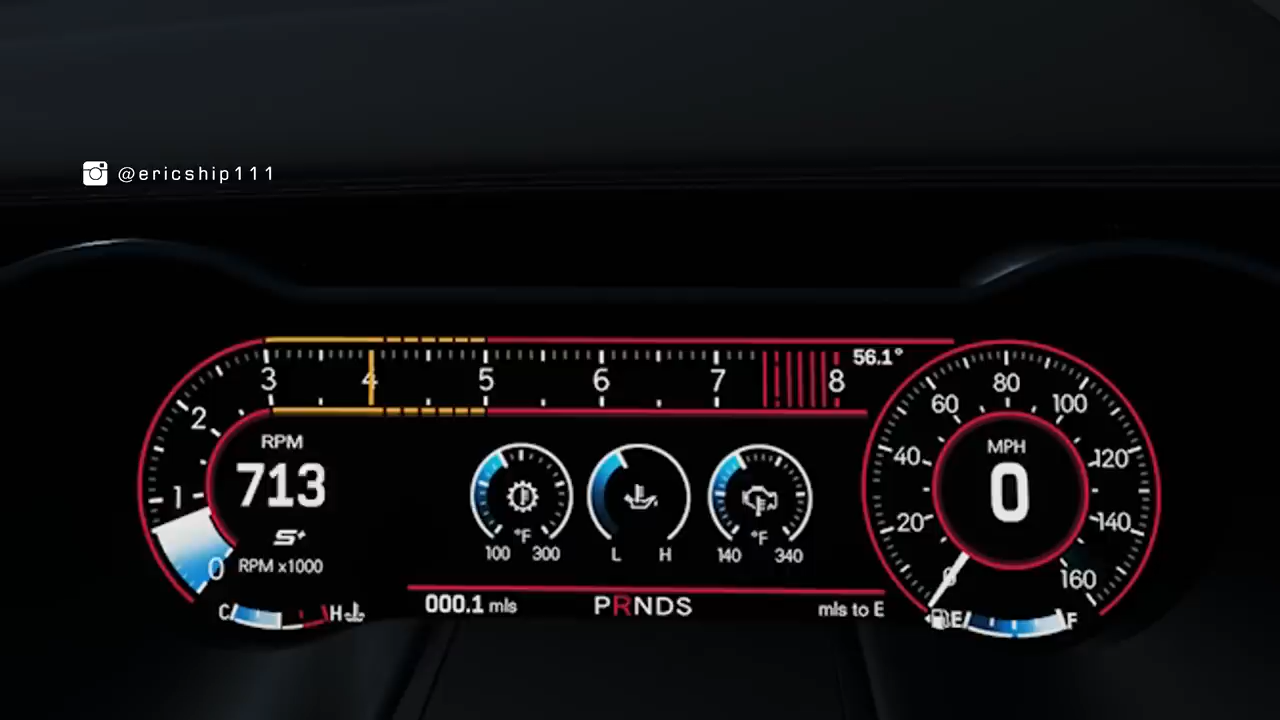 @ericship111
3 4 5 6 7 8 56.1°
2
1
0
RPM
713
S+
RPM x1000
C H
°F
100 300
L H
°F
140 340
000.1 mls
PRNDS
mls to E
MPH
0
0 20 40 60 80 100 120 140 160
E F